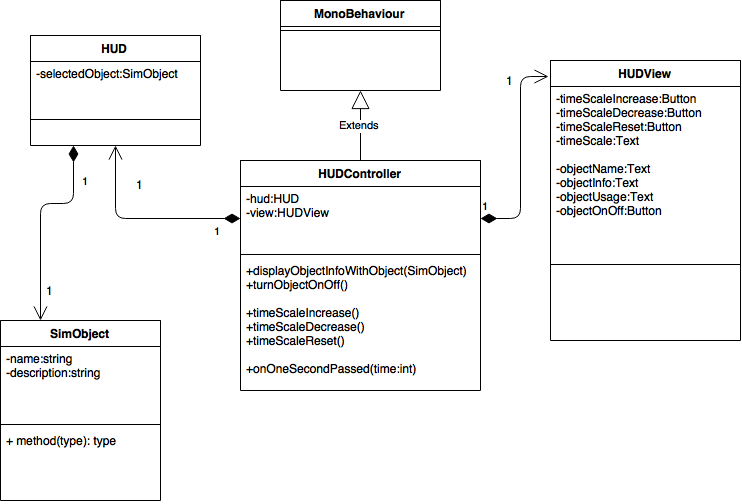 MonoBehaviour
HUD
-selectedObject:SimObject
1
1
1
1
Extends
HUDController
-hud:HUD
-view:HUDView
+displayObjectInfoWithObject(SimObject)
+turnObjectOnOff()
+timeScaleIncrease()
+timeScaleDecrease()
+timeScaleReset()
+onOneSecondPassed(time:int)
1
1
HUDView
-timeScaleIncrease:Button
-timeScaleDecrease:Button
-timeScaleReset:Button
-timeScale:Text
-objectName:Text
-objectInfo:Text
-objectUsage:Text
-objectOnOff:Button
SimObject
-name:string
-description:string
+ method(type): type